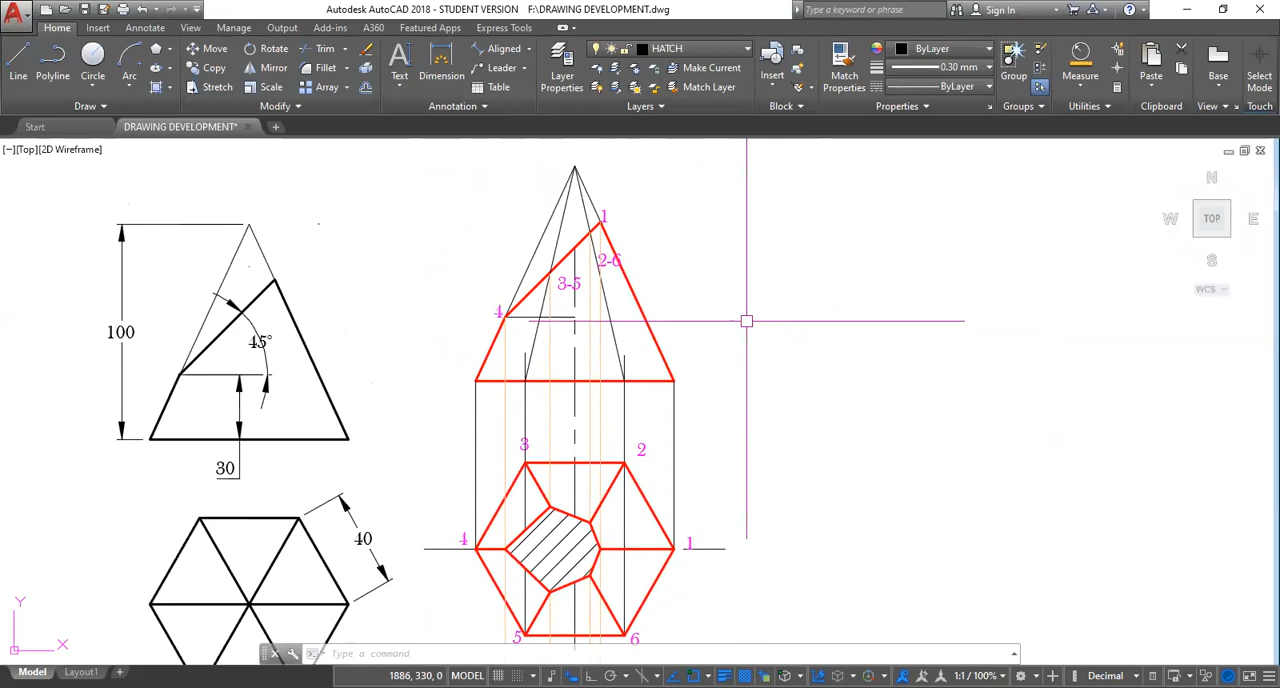 Autodesk AutoCAD 2018 - STUDENT VERSION F:\DRAWING DEVELOPMENT.dwg
Type a keyword or phrase
Sign In
Home Insert Annotate View Manage Output Add-ins A360 Featured Apps Express Tools
Line
Polyline
Circle
Arc
Draw
Move
Rotate
Trim
Copy
Mirror
Fillet
Stretch
Scale
Array
Modify
Text
Dimension
Aligned
Leader
Table
Annotation
Layer
Properties
HATCH
Make Current
Match Layer
Layers
Insert
Block
Match
Properties
ByLayer
0.30 mm
ByLayer
Properties
Group
Groups
Measure
Utilities
Paste
Clipboard
Base
View
Select
Mode
Touch
Start
DRAWING DEVELOPMENT*
[−][Top][2D Wireframe]
N
W
TOP
E
S
WCS
100
45°
30
40
1
2-6
3-5
4
3
2
4
1
5
6
Y
X
Type a command
Model
Layout1
1886, 330, 0
MODEL
1:1 / 100%
Decimal